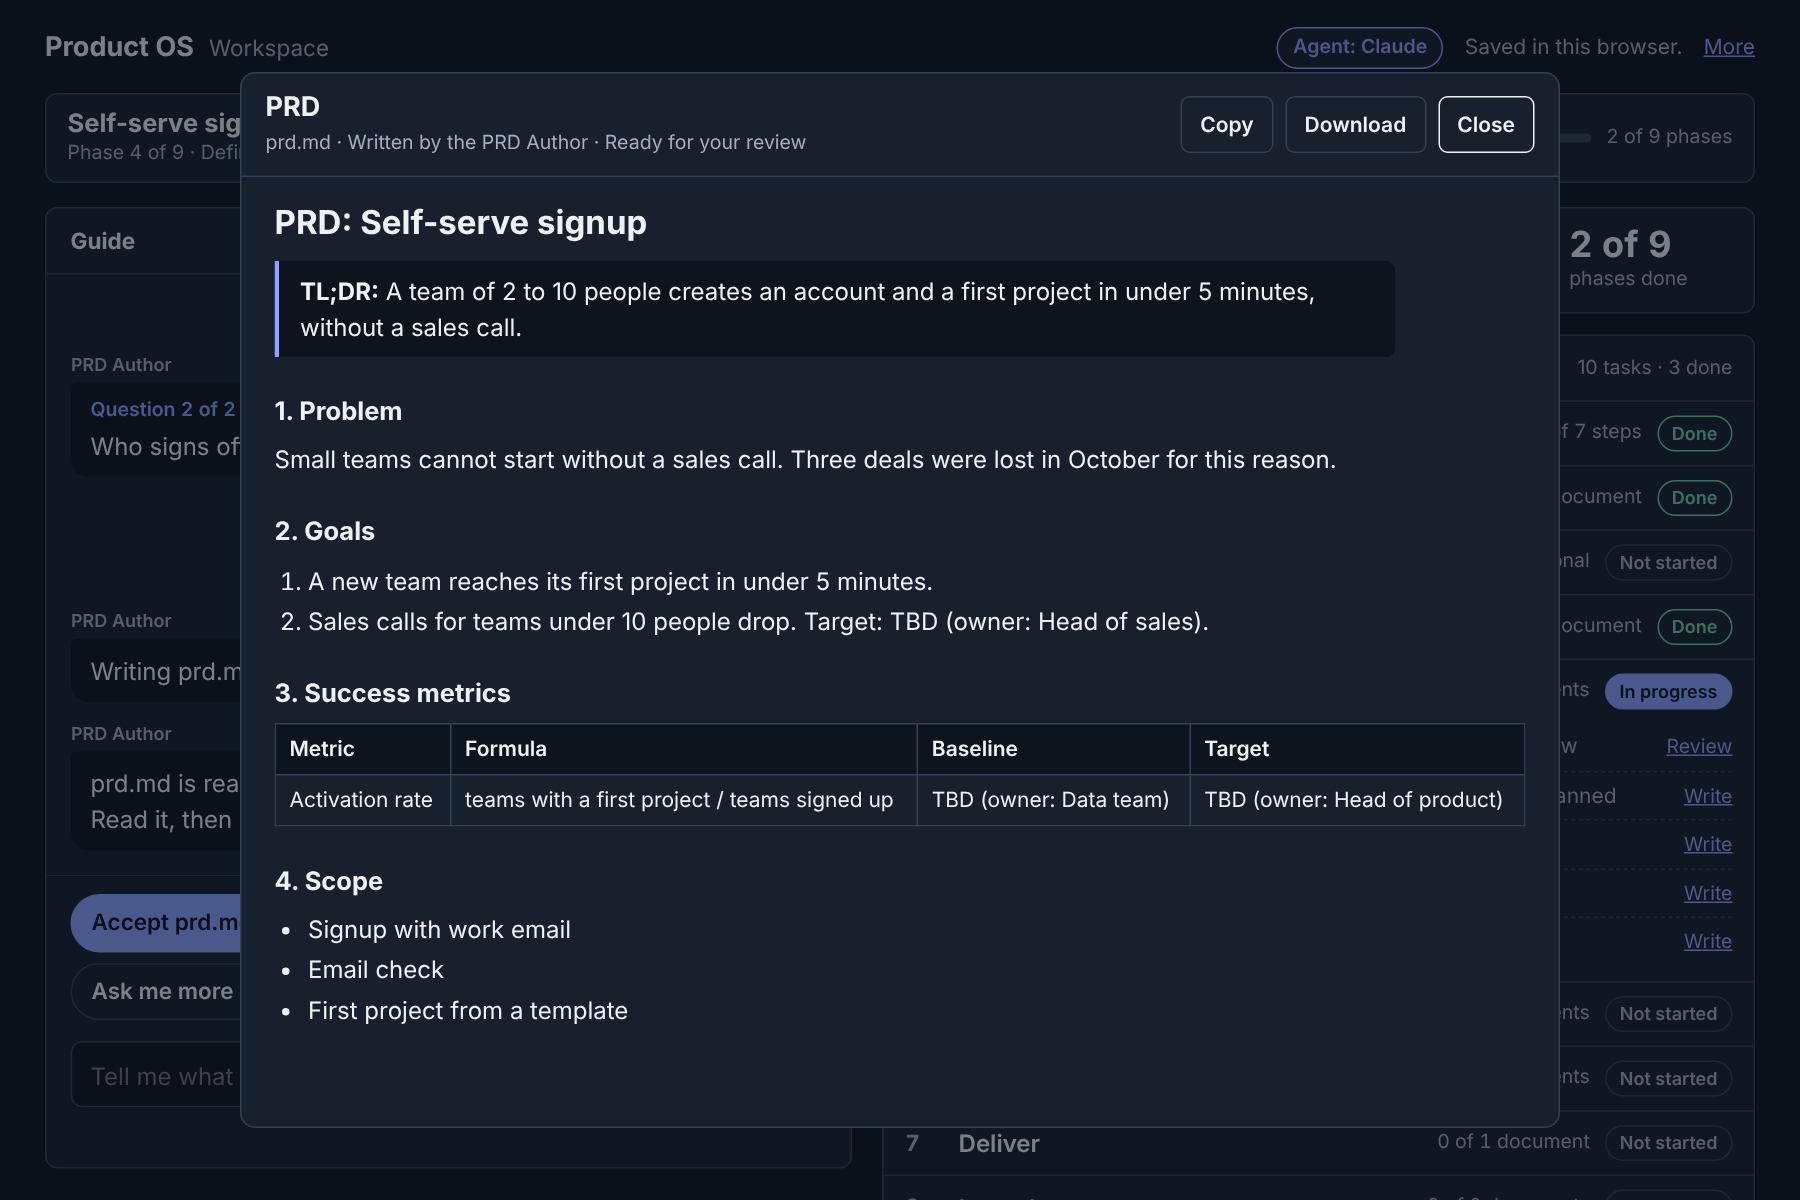 Product OS Workspace
Agent: Claude
Saved in this browser.
More
Self-serve sig
Phase 4 of 9 · Defi
2 of 9 phases
PRD
prd.md · Written by the PRD Author · Ready for your review
Copy
Download
Close
PRD: Self-serve signup
TL;DR: A team of 2 to 10 people creates an account and a first project in under 5 minutes,
without a sales call.
1. Problem
Small teams cannot start without a sales call. Three deals were lost in October for this reason.
2. Goals
1. A new team reaches its first project in under 5 minutes.
2. Sales calls for teams under 10 people drop. Target: TBD (owner: Head of sales).
3. Success metrics
Metric Formula Baseline Target
Activation rate teams with a first project / teams signed up TBD (owner: Data team) TBD (owner: Head of product)
4. Scope
• Signup with work email
• Email check
• First project from a template
Guide
PRD Author
Question 2 of 2
Who signs of
PRD Author
Writing prd.m
PRD Author
prd.md is rea
Read it, then
Accept prd.m
Ask me more
Tell me what
2 of 9
phases done
10 tasks · 3 done
f 7 steps Done
ocument Done
nal Not started
ocument Done
nts In progress
w Review
anned Write
Write
Write
Write
nts Not started
nts Not started
7 Deliver 0 of 1 document Not started